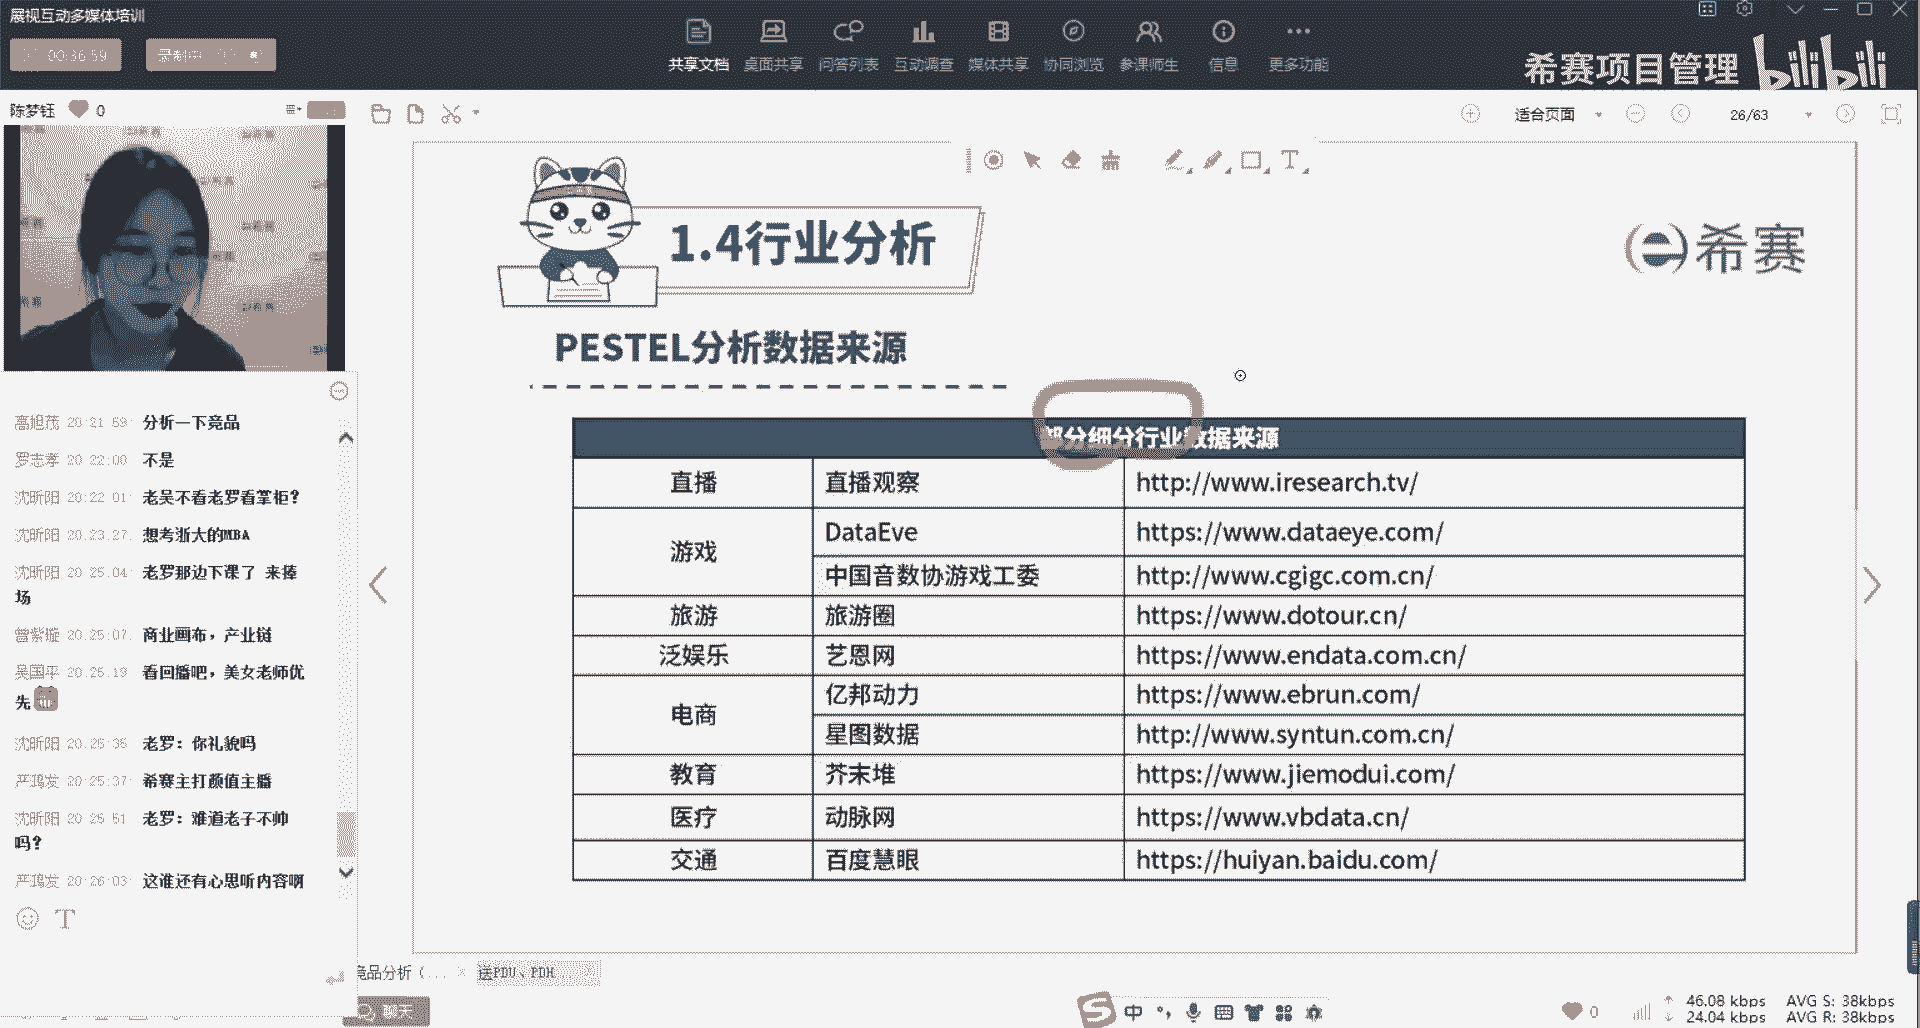 展视互动多媒体培训
00:36:59
录制中
共享文档
桌面共享
问答列表
互动调查
媒体共享
协同浏览
参课师生
信息
更多功能
希赛项目管理
bilibili
陈梦钰
0
适合页面
26/63
1.4行业分析
希赛
PESTEL分析数据来源
部分细分行业数据来源
直播 直播观察 http://www.iresearch.tv/
游戏 DataEve https://www.dataeye.com/
中国音数协游戏工委 http://www.cgigc.com.cn/
旅游 旅游圈 https://www.dotour.cn/
泛娱乐 艺恩网 https://www.endata.com.cn/
电商 亿邦动力 https://www.ebrun.com/
星图数据 http://www.syntun.com.cn/
教育 芥末堆 https://www.jiemodui.com/
医疗 动脉网 https://www.vbdata.cn/
交通 百度慧眼 https://huiyan.baidu.com/
高旭茂 20:21:59 分析一下竞品
罗志孝 20:22:00 不是
沈昕阳 20:22:01 老吴不看老罗看掌柜？
沈昕阳 20:23:27 想考浙大的MBA
沈昕阳 20:25:04 老罗那边下课了 来捧
场
曾紫璇 20:25:07 商业画布，产业链
吴国平 20:25:19 看回播吧，美女老师优
先
沈昕阳 20:25:35 老罗：你礼貌吗
20:25:37 希赛主打颜值主播
沈昕阳 20:25:51 老罗：难道老子不帅
吗？
20:26:03 这谁还有心思听内容啊
T
竞品分析（...
送PDU、PDH
聊天
中
0
46.08 kbps AVG S: 38kbps
24.04 kbps AVG R: 38kbps